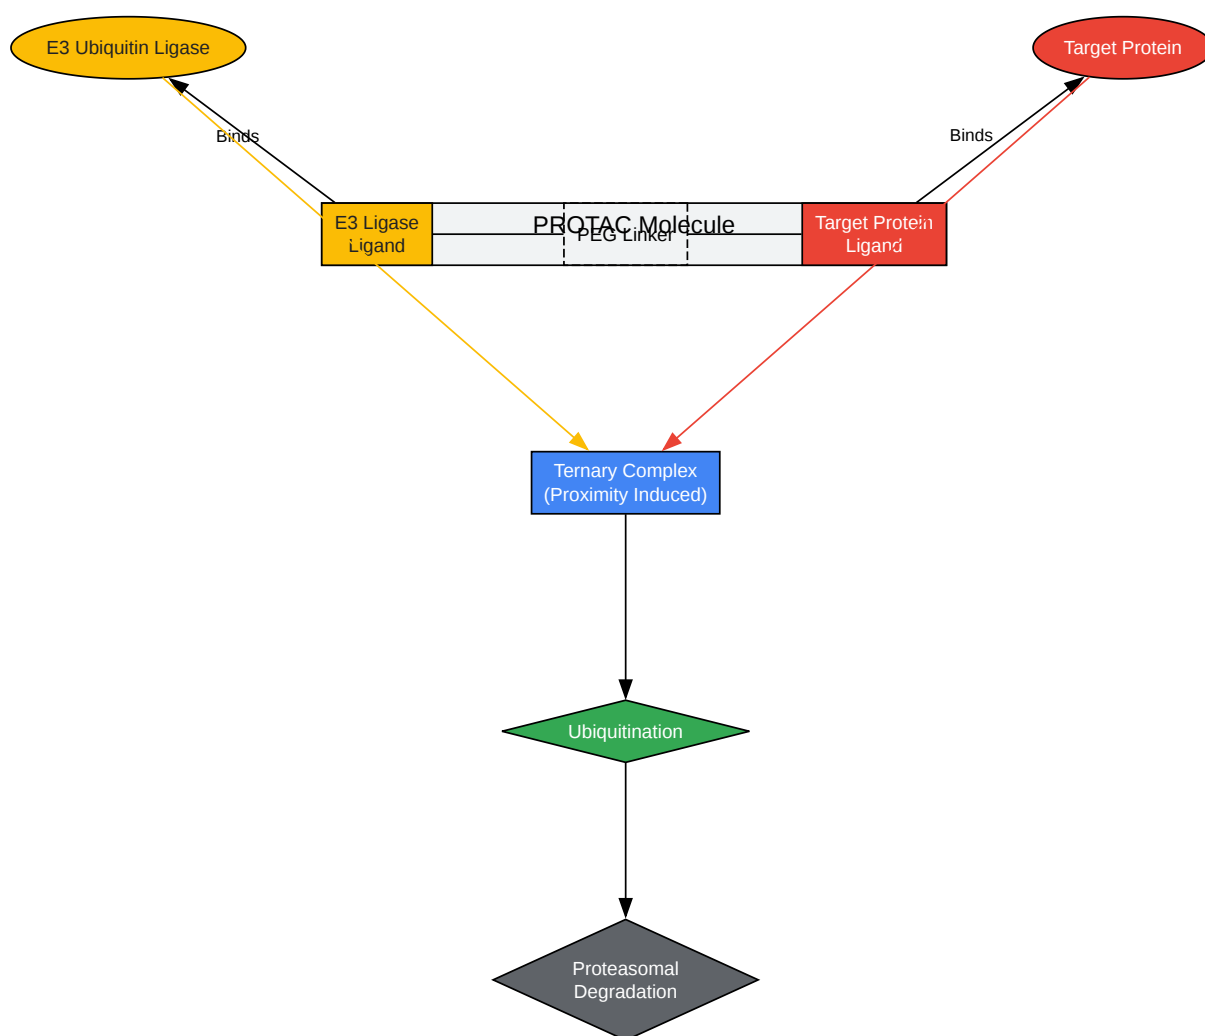 E3 Ubiquitin Ligase
Target Protein
Binds
Binds
PROTAC Molecule
E3 Ligase
Ligand
PEG Linker
Target Protein
Ligand
Ternary Complex
(Proximity Induced)
Ubiquitination
Proteasomal
Degradation